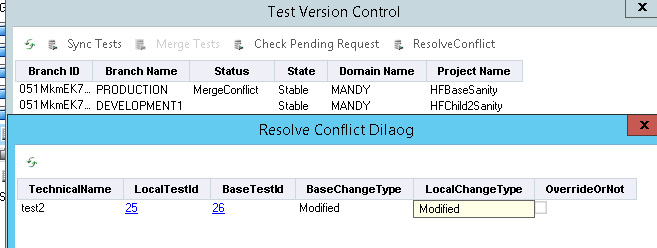 Test Version Control
X
Sync Tests Merge Tests Check Pending Request ResolveConflict
Branch ID Branch Name Status State Domain Name Project Name
051MkmEK7... PRODUCTION MergeConflict Stable MANDY HFBaseSanity
051MkmEK7... DEVELOPMENT1 Stable MANDY HFChild2Sanity
Resolve Conflict Dilaog
X
TechnicalName LocalTestId BaseTestId BaseChangeType LocalChangeType OverrideOrNot
test2 25 26 Modified Modified